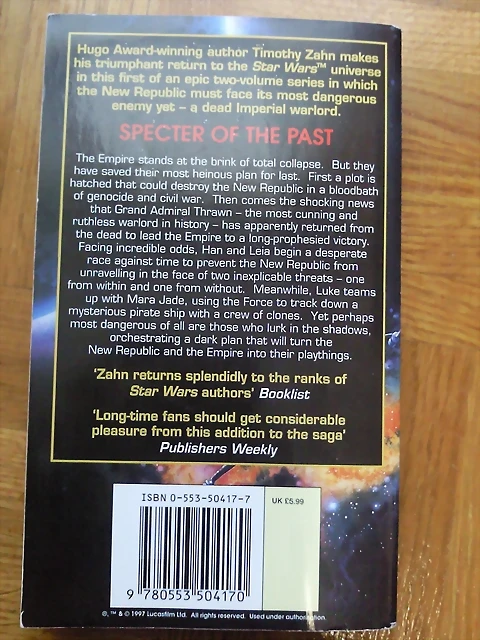 Hugo Award-winning author Timothy Zahn makes
his triumphant return to the Star Wars™ universe
in this first of an epic two-volume series in which
the New Republic must face its most dangerous
enemy yet – a dead Imperial warlord.
SPECTER OF THE PAST
The Empire stands at the brink of total collapse. But they
have saved their most heinous plan for last. First a plot is
hatched that could destroy the New Republic in a bloodbath
of genocide and civil war. Then comes the shocking news
that Grand Admiral Thrawn – the most cunning and
ruthless warlord in history – has apparently returned from
the dead to lead the Empire to a long-prophesied victory.
Facing incredible odds, Han and Leia begin a desperate
race against time to prevent the New Republic from
unravelling in the face of two inexplicable threats – one
from within and one from without. Meanwhile, Luke teams
up with Mara Jade, using the Force to track down a
mysterious pirate ship with a crew of clones. Yet perhaps
most dangerous of all are those who lurk in the shadows,
orchestrating a dark plan that will turn the
New Republic and the Empire into their playthings.
‘Zahn returns splendidly to the ranks of
Star Wars authors’ Booklist
‘Long-time fans should get considerable
pleasure from this addition to the saga’
Publishers Weekly
ISBN 0-553-50417-7
UK £5.99
9 780553 504170
®, ™ & © 1997 Lucasfilm Ltd. All rights reserved. Used under authorisation.